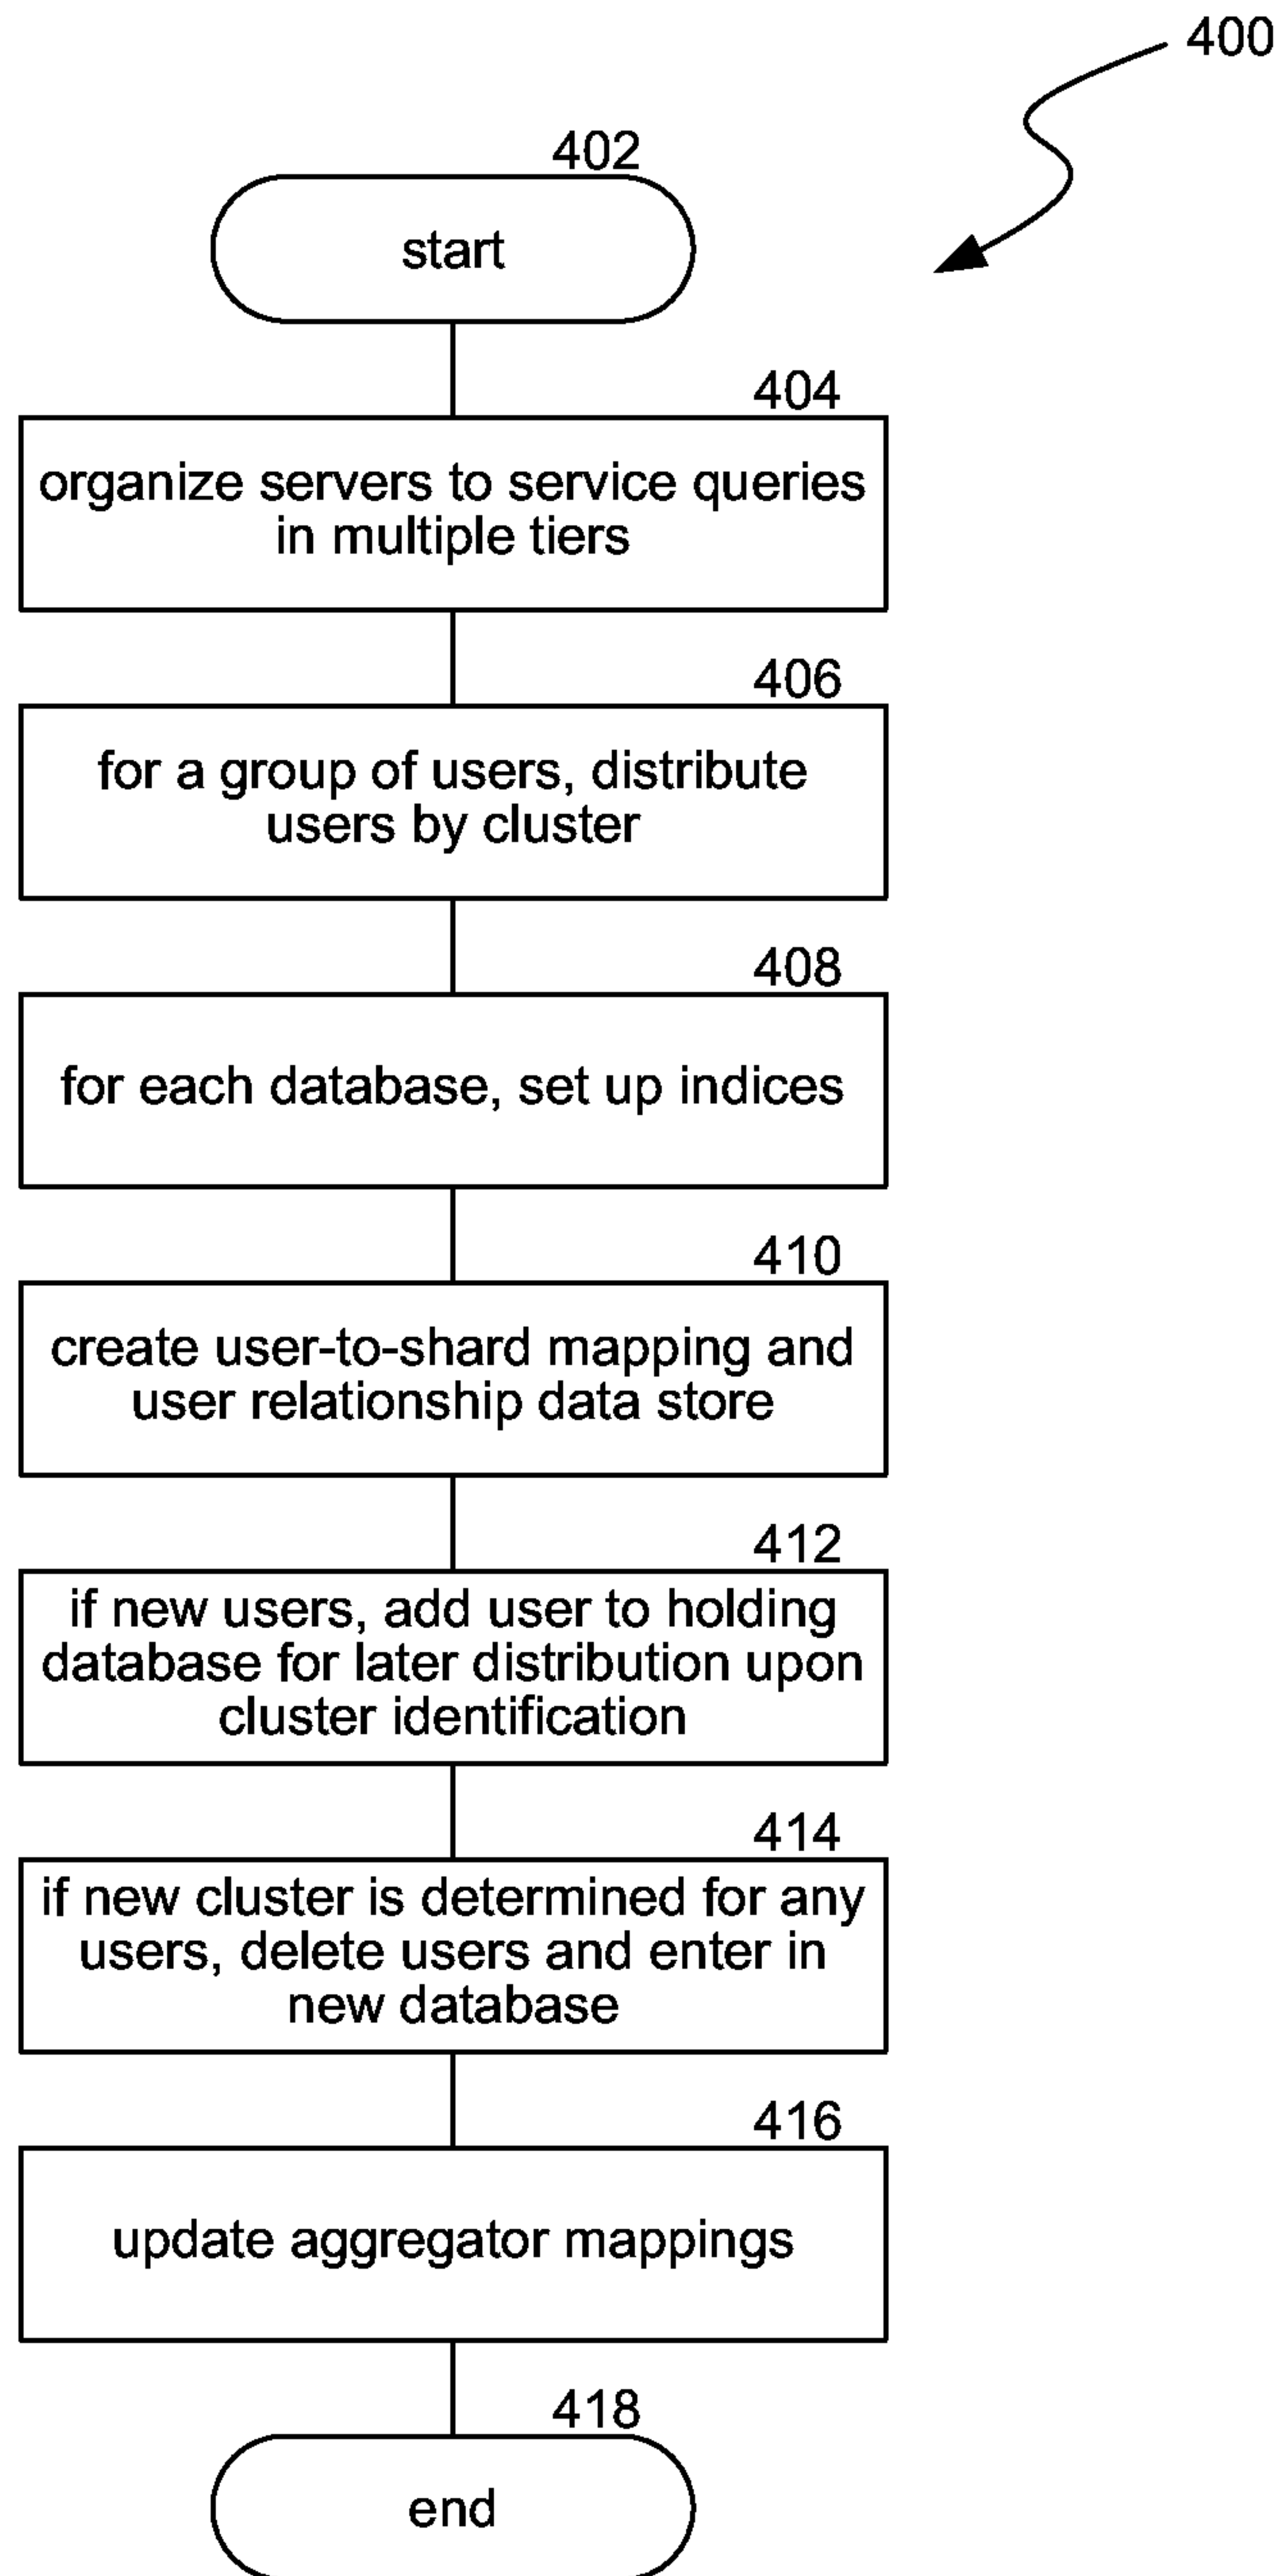 400
402
start
404
organize servers to service queries
in multiple tiers
406
for a group of users, distribute
users by cluster
408
for each database, set up indices
410
create user-to-shard mapping and
user relationship data store
412
if new users, add user to holding
database for later distribution upon
cluster identification
414
if new cluster is determined for any
users, delete users and enter in
new database
416
update aggregator mappings
418
end